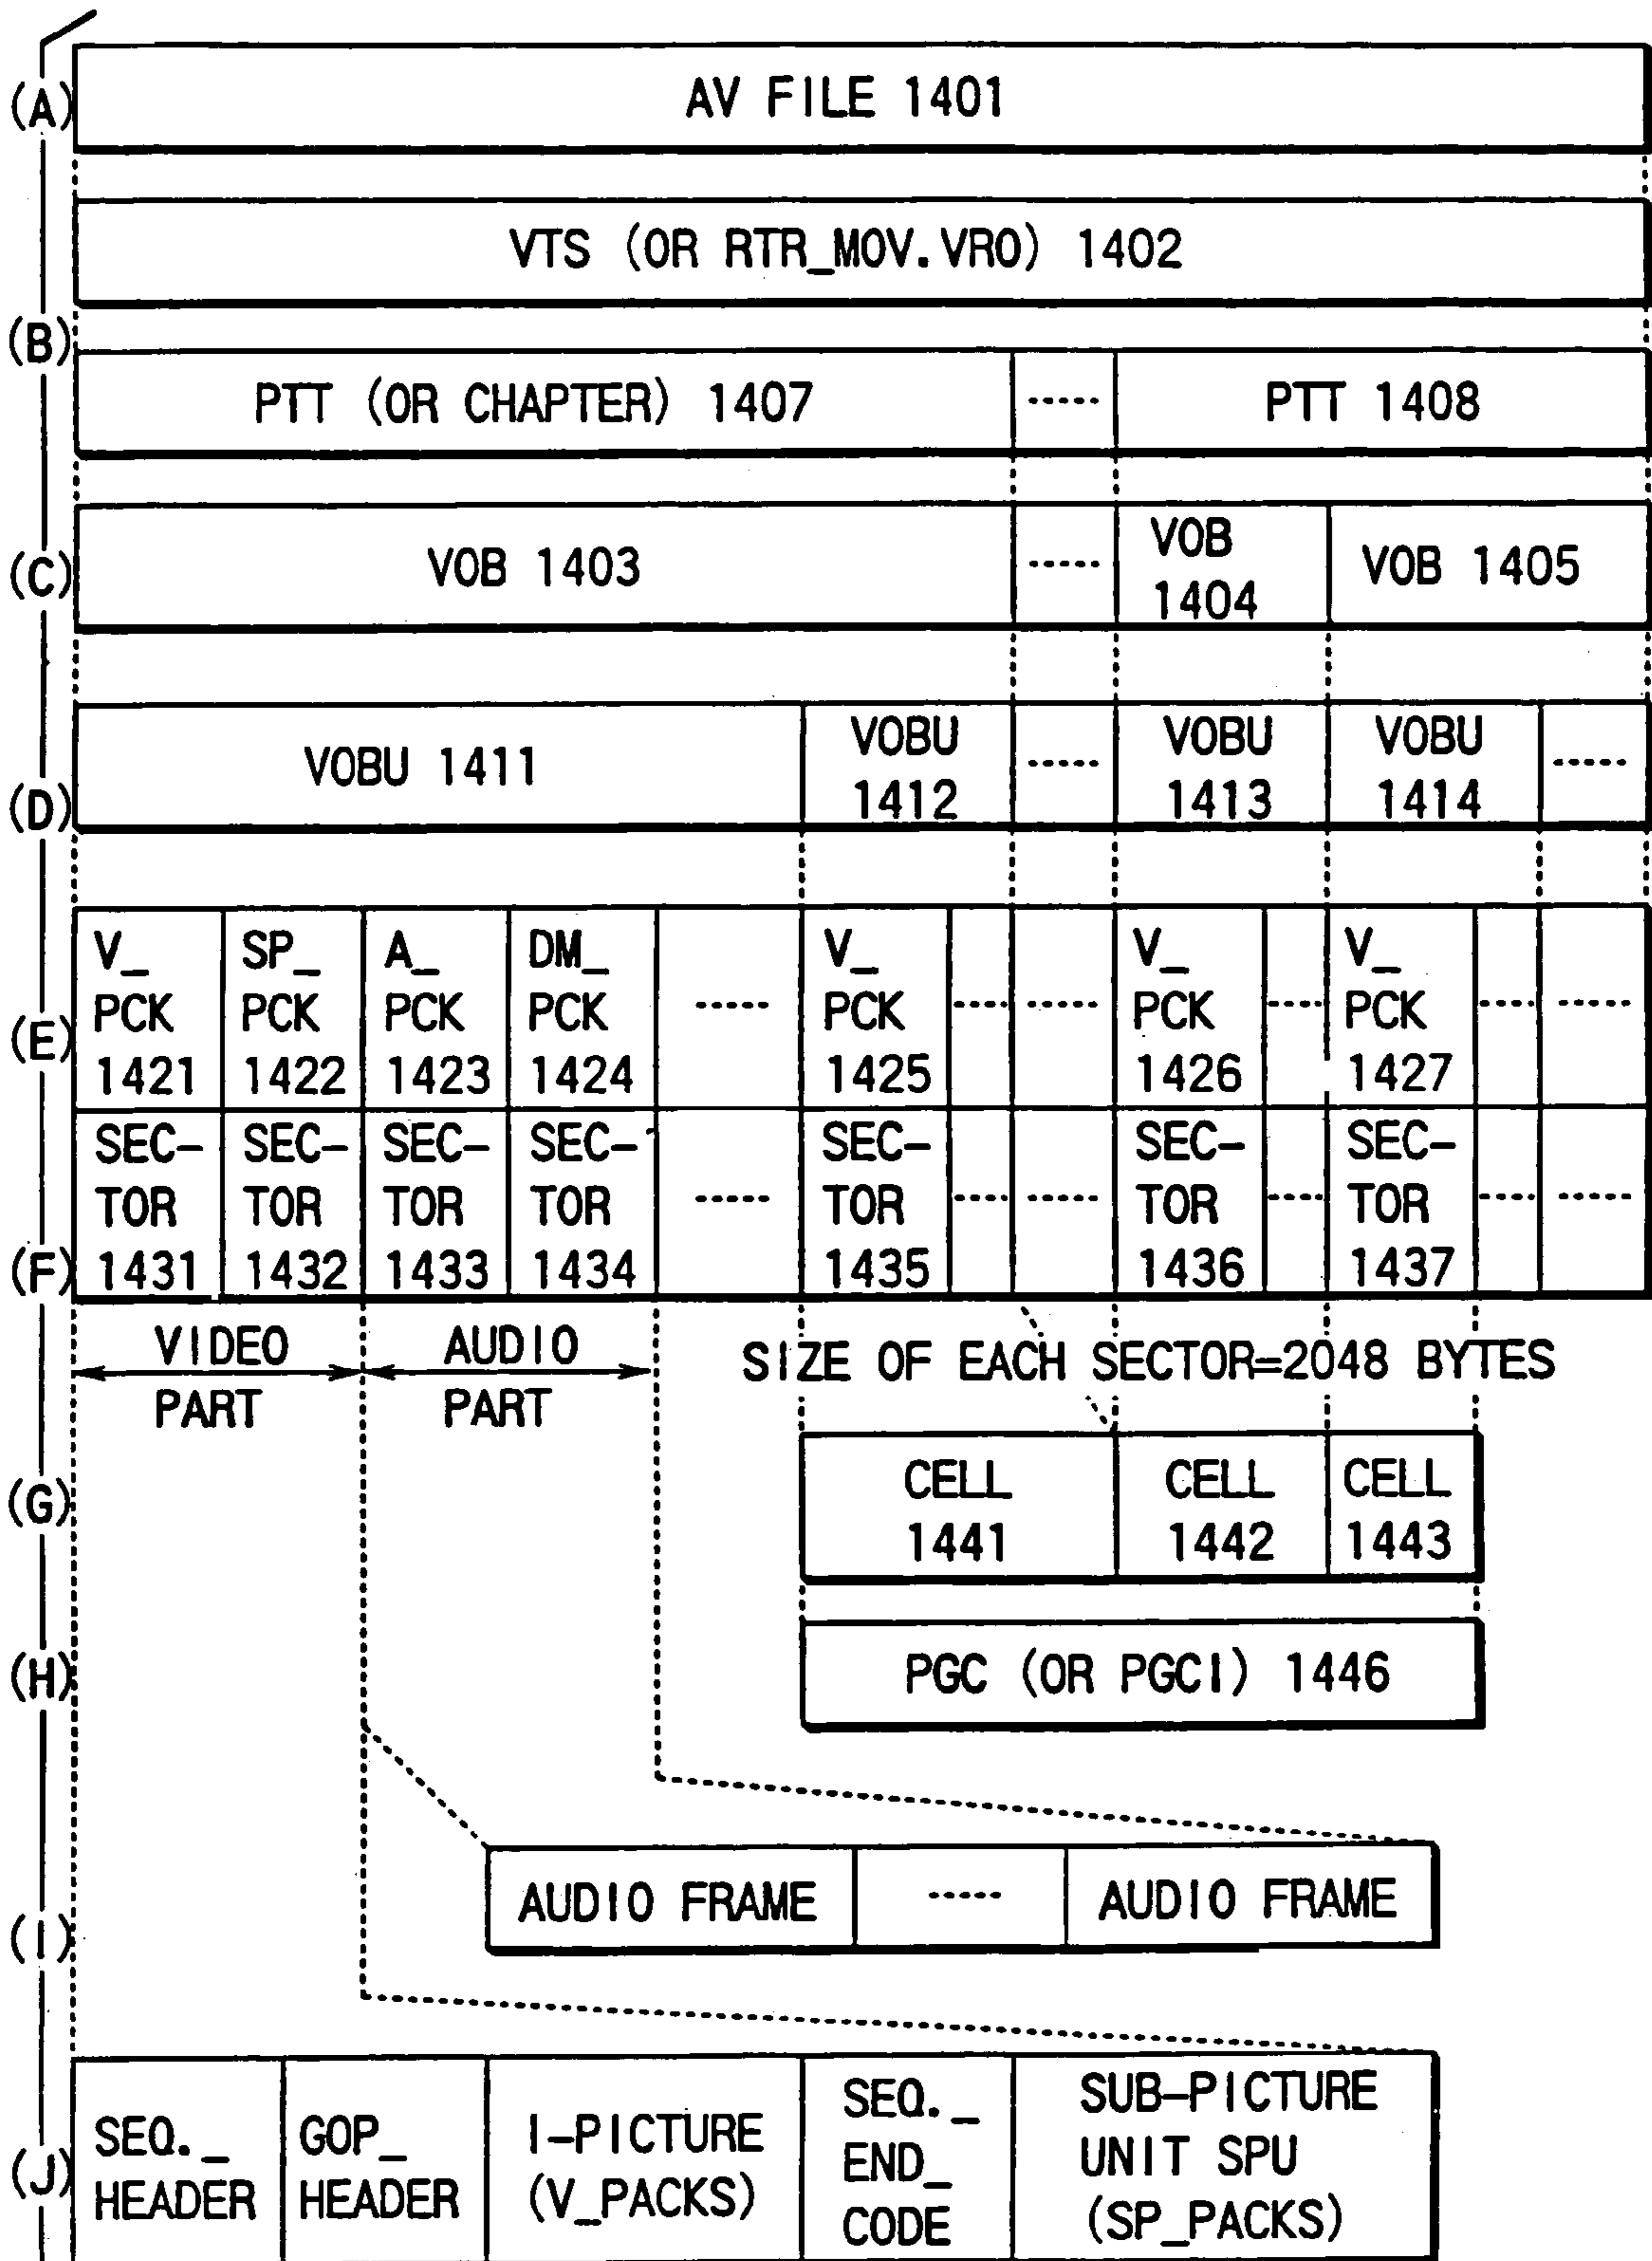 (A)
AV FILE 1401
VTS (OR RTR_MOV.VRO) 1402
(B)
PTT (OR CHAPTER) 1407
-----
PTT 1408
(C)
VOB 1403
-----
VOB
1404
VOB 1405
(D)
VOBU 1411
VOBU
1412
-----
VOBU
1413
VOBU
1414
-----
(E)
V_
PCK
1421
SP_
PCK
1422
A_
PCK
1423
DM_
PCK
1424
-----
V_
PCK
1425
----
-----
V_
PCK
1426
----
V_
PCK
1427
----
-----
(F)
SEC-
TOR
1431
SEC-
TOR
1432
SEC-
TOR
1433
SEC-
TOR
1434
-----
SEC-
TOR
1435
----
-----
SEC-
TOR
1436
----
SEC-
TOR
1437
----
-----
VIDEO
PART
AUDIO
PART
SIZE OF EACH SECTOR=2048 BYTES
(G)
CELL
1441
CELL
1442
CELL
1443
(H)
PGC (OR PGCI) 1446
(I)
AUDIO FRAME
-----
AUDIO FRAME
(J)
SEQ._
HEADER
GOP_
HEADER
I-PICTURE
(V_PACKS)
SEQ._
END_
CODE
SUB-PICTURE
UNIT SPU
(SP_PACKS)